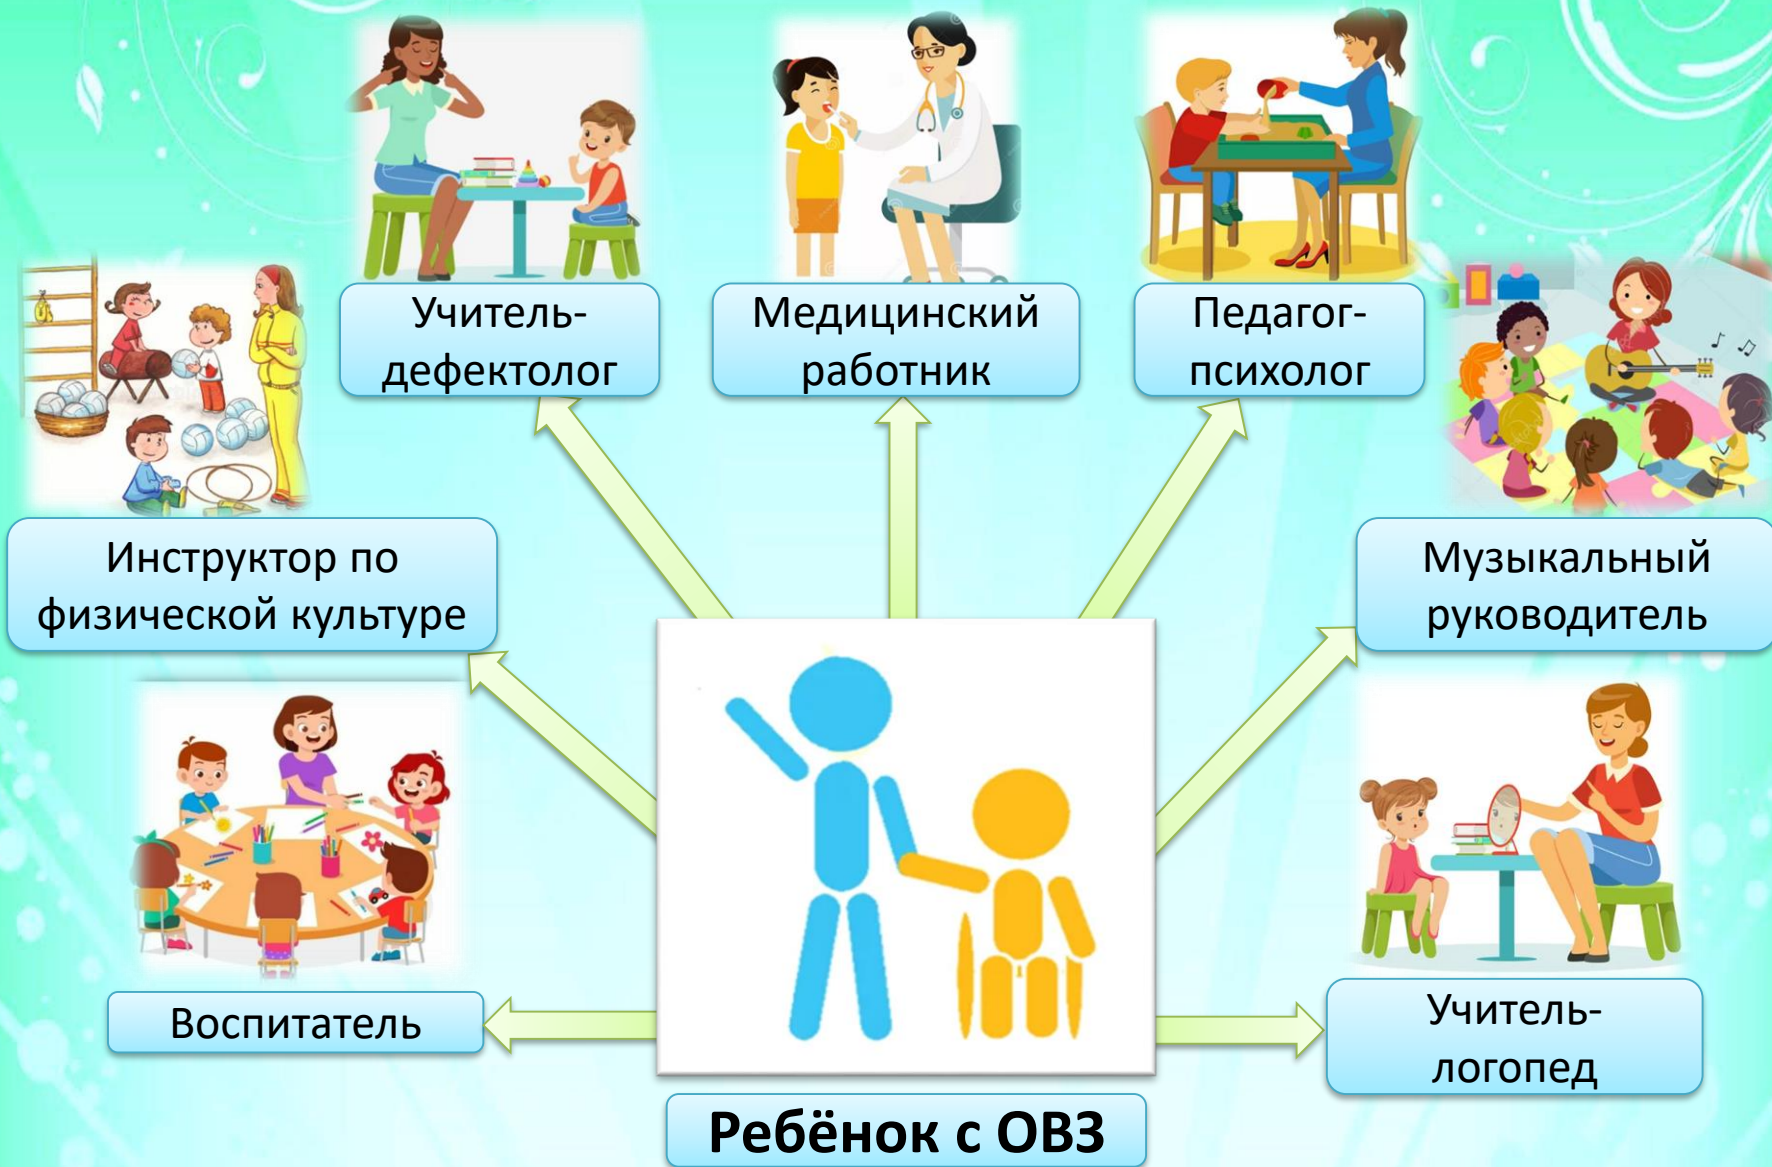 Учитель-
дефектолог
Медицинский
работник
Педагог-
психолог
Инструктор по
физической культуре
Музыкальный
руководитель
Воспитатель
Учитель-
логопед
Ребёнок с ОВЗ